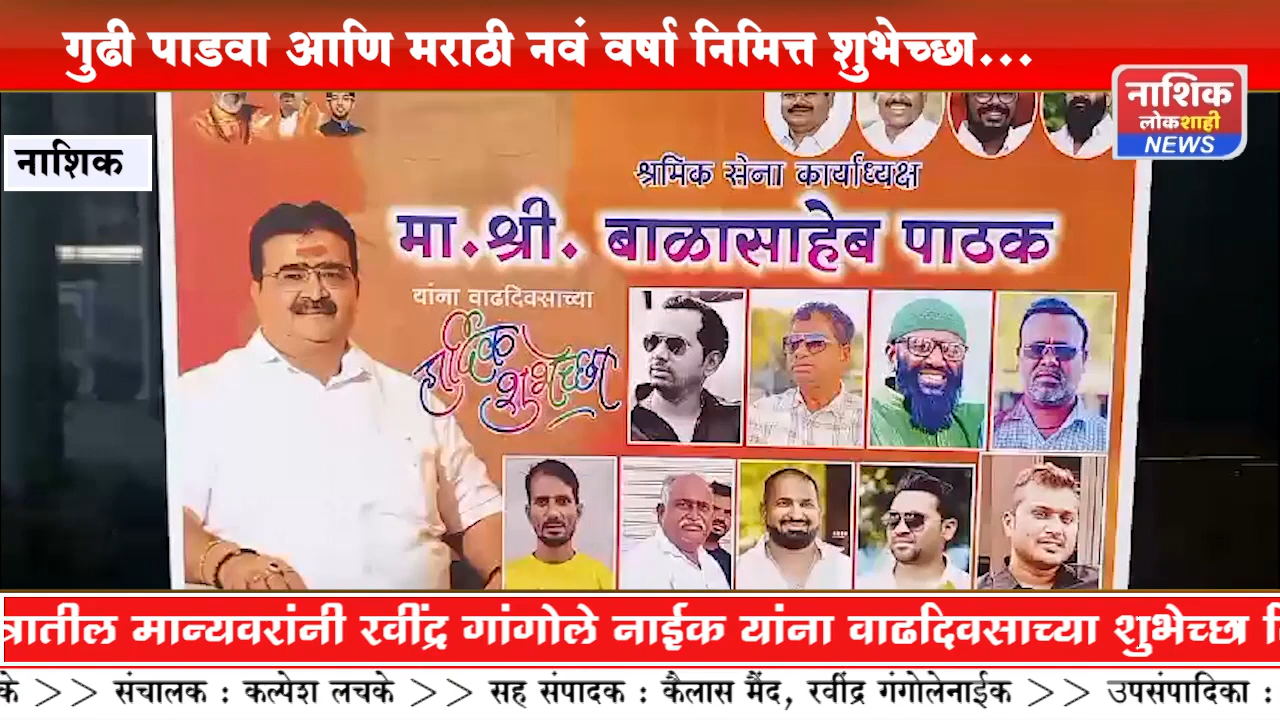 गुढी पाडवा आणि मराठी नवं वर्षा निमित्त शुभेच्छा...
नाशिक
लोकशाही
NEWS
नाशिक
श्रमिक सेना कार्याध्यक्ष
मा.श्री. बाळासाहेब पाठक
यांना वाढदिवसाच्या
हार्दिक
शुभेच्छा
त्रातील मान्यवरांनी रवींद्र गांगोले नाईक यांना वाढदिवसाच्या शुभेच्छा
के >> संचालक : कल्पेश लचके >> सह संपादक : कैलास मैंद, रवींद्र गंगोलेनाईक >> उपसंपादिका :